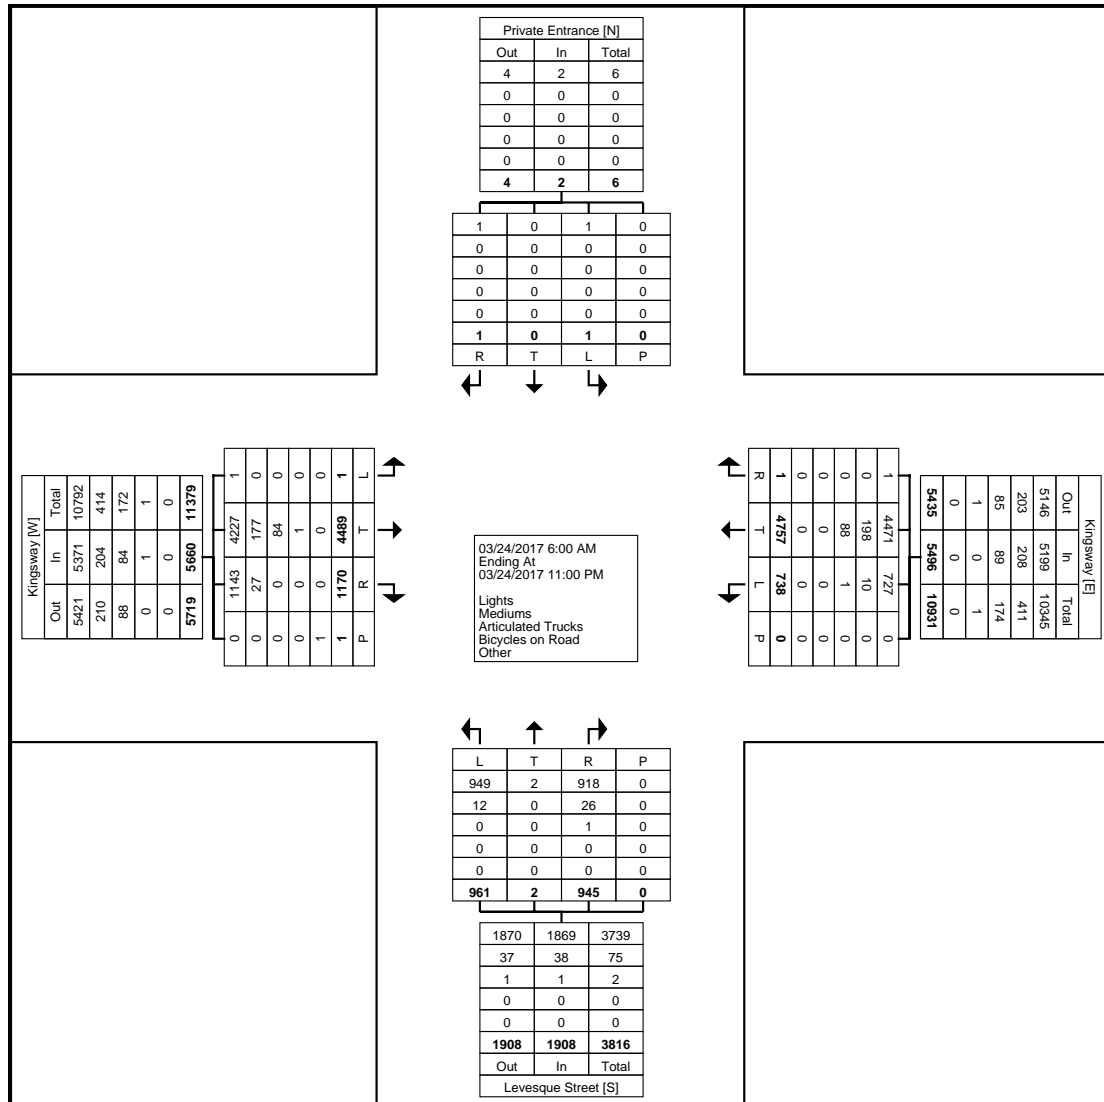 Private Entrance [N]
Out In Total
4 2 6
0 0 0
0 0 0
0 0 0
0 0 0
4 2 6
1 0 1 0
0 0 0 0
0 0 0 0
0 0 0 0
0 0 0 0
1 0 1 0
R T L P
Kingsway [W]
Total 10792 414 172 1 0 11379
In 5371 204 84 1 0 5660
Out 5421 210 88 0 0 5719
1 0 0 0 0 1 L
4227 177 84 1 0 4489 T
1143 27 0 0 0 1170 R
0 0 0 0 1 1 P
03/24/2017 6:00 AM
Ending At
03/24/2017 11:00 PM
Lights
Mediums
Articulated Trucks
Bicycles on Road
Other
R 1 0 0 0 0 1
T 4757 0 0 88 198 4471
L 738 0 0 1 10 727
P 0 0 0 0 0 0
Kingsway [E]
Out In Total
5146 5199 10345
203 208 411
85 89 174
1 0 1
0 0 0
5435 5496 10931
L T R P
949 2 918 0
12 0 26 0
0 0 1 0
0 0 0 0
0 0 0 0
961 2 945 0
1870 1869 3739
37 38 75
1 1 2
0 0 0
0 0 0
1908 1908 3816
Out In Total
Levesque Street [S]